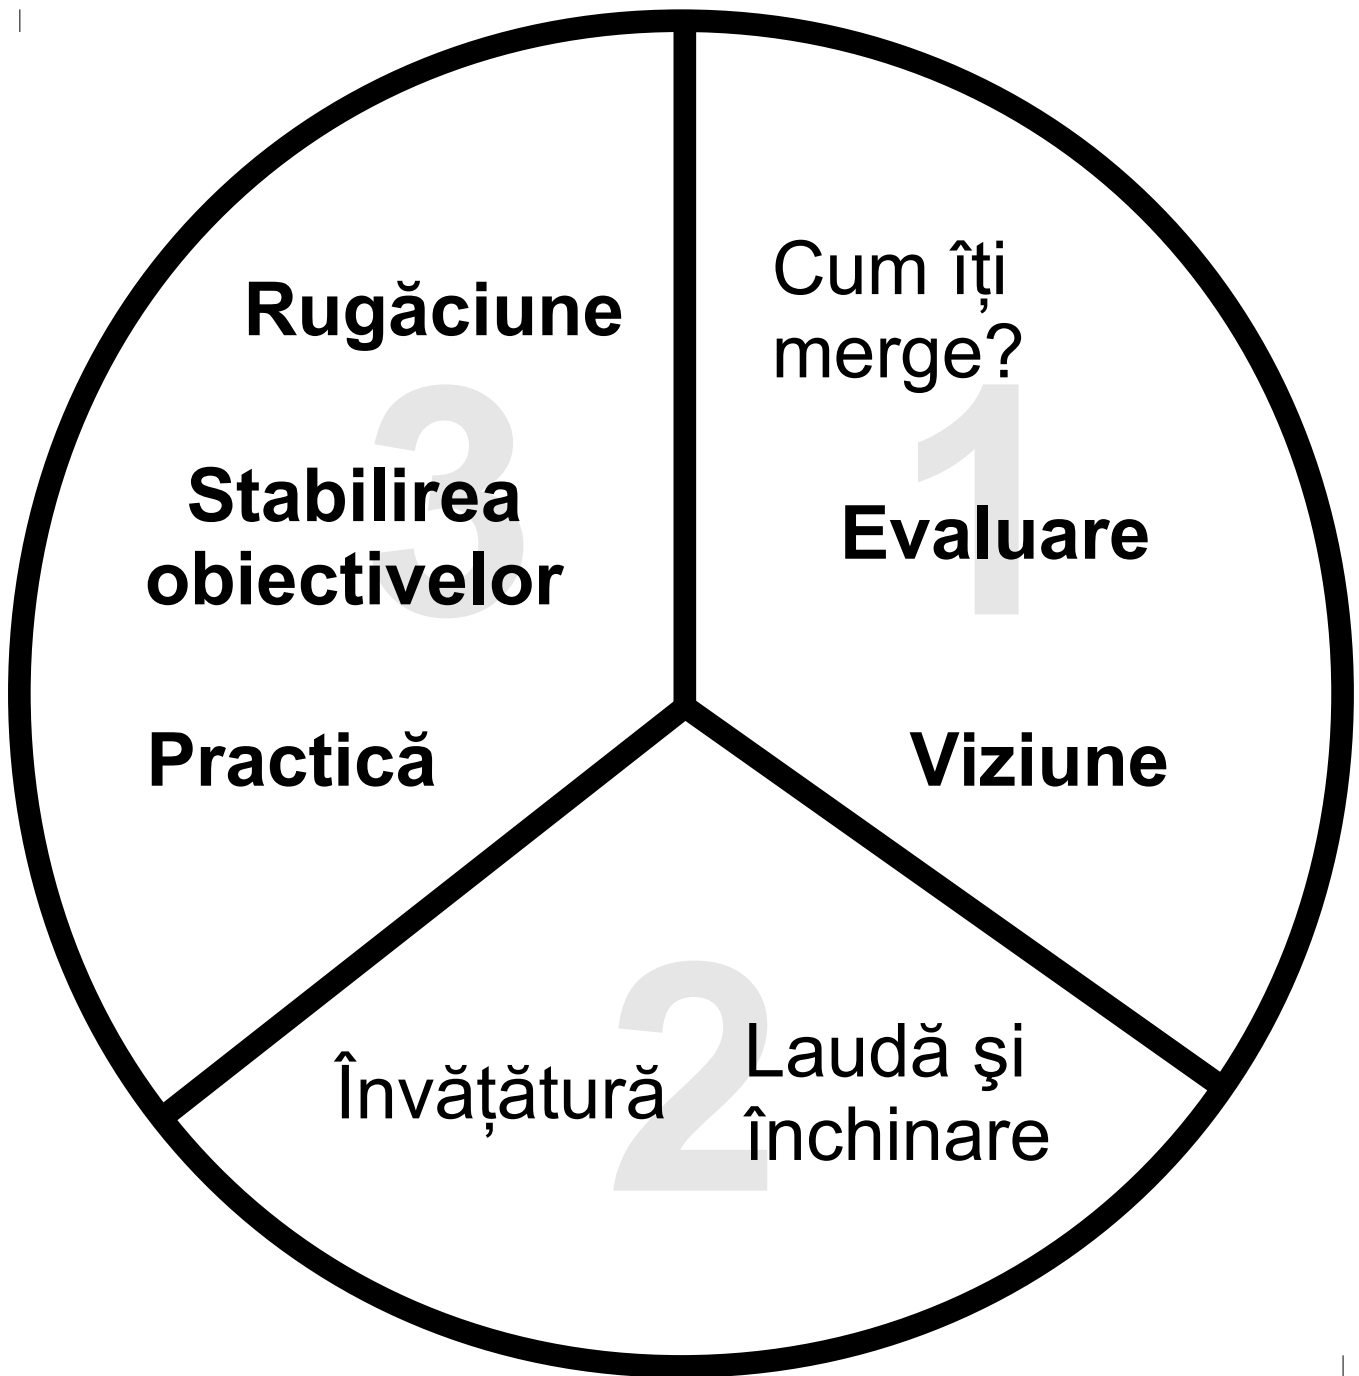 1
Cum îți
merge?
Evaluare
Viziune
2
Laudă şi
închinare
Învățătură
3
Rugăciune
Stabilirea
obiectivelor
Practică